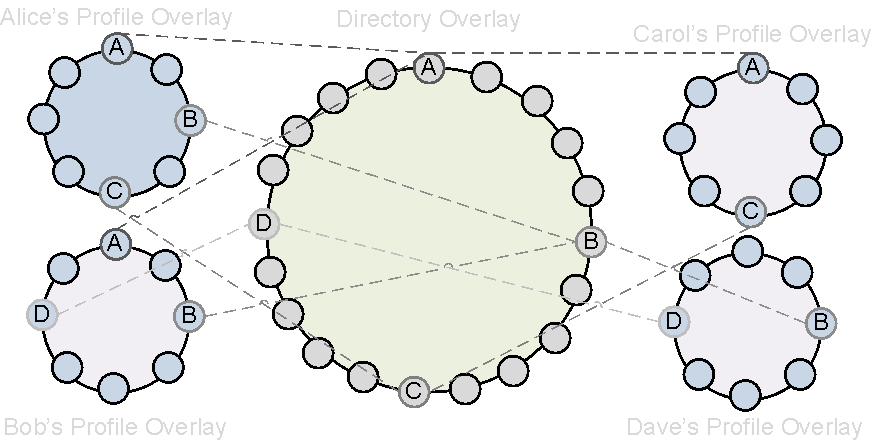 Alice's Profile Overlay
Directory Overlay
Carol's Profile Overlay
A
A
A
B
B
C
C
A
D
B
D
B
D
B
C
Bob's Profile Overlay
Dave's Profile Overlay